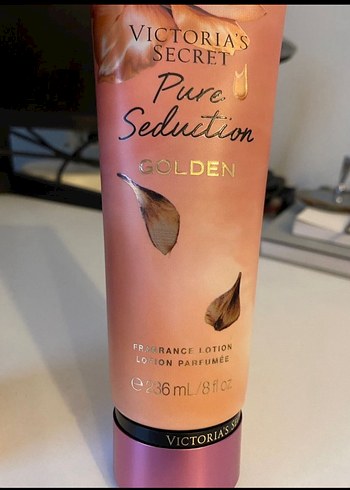 VICTORIA'S
SECRET
Pure
Seduction
GOLDEN
FRAGRANCE LOTION
LOTION PARFUMÉE
℮ 236 mL/8 fl oz
VICTORIA'S